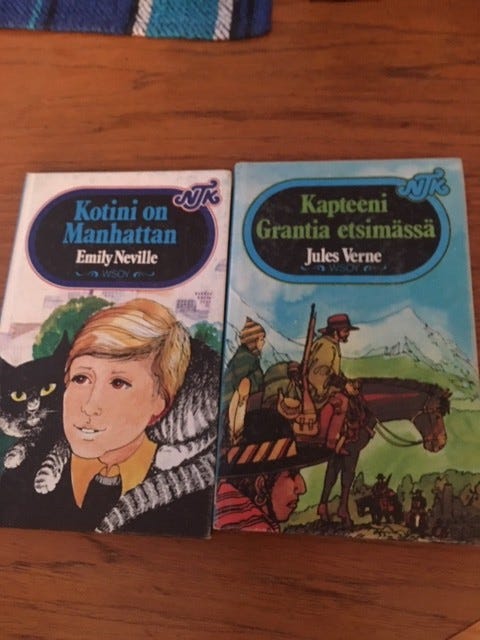 NTK
Kotini on
Manhattan
Emily Neville
WSOY
NTK
Kapteeni
Grantia etsimässä
Jules Verne
WSOY